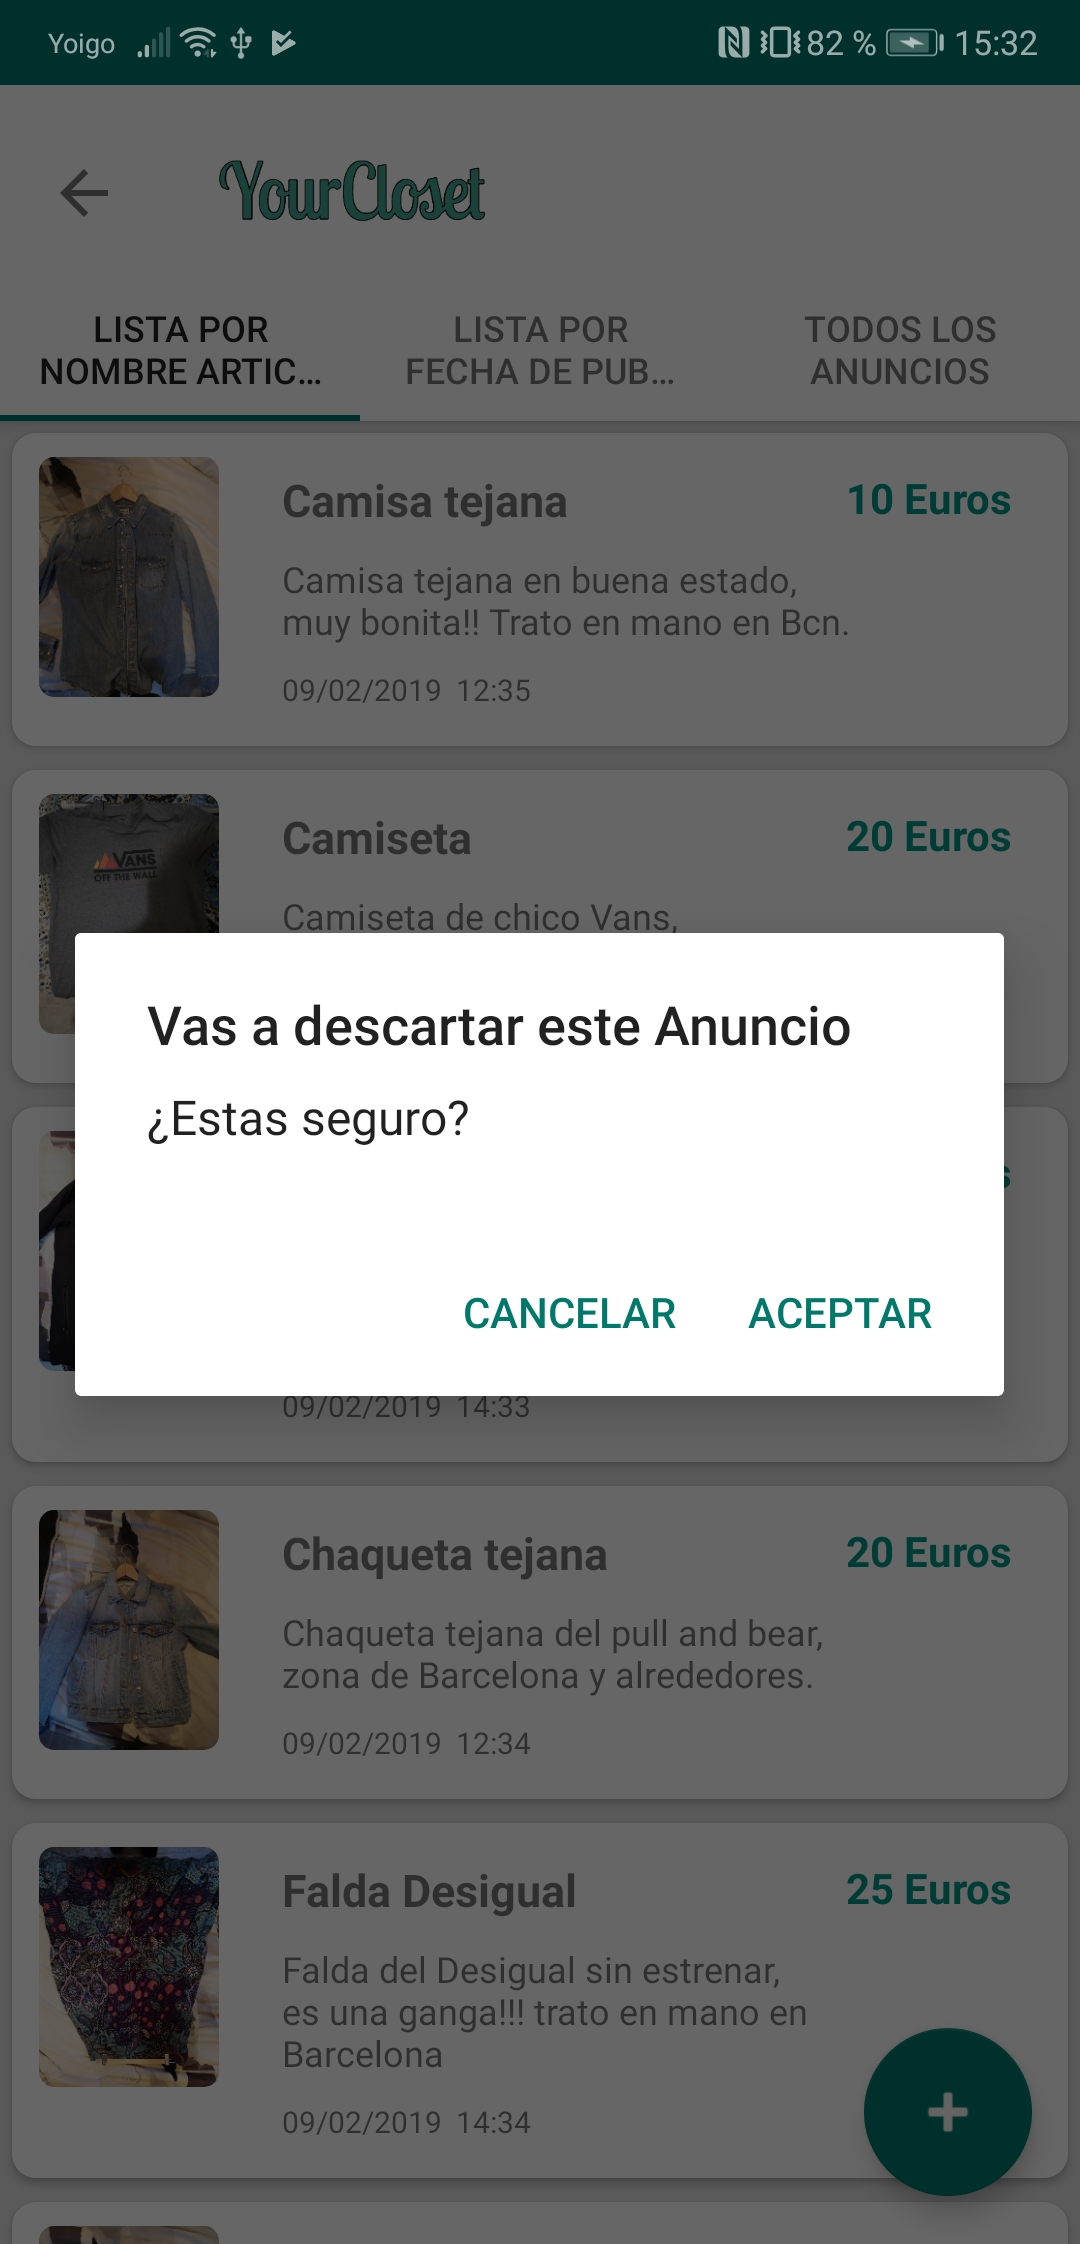 Yoigo 82 % 15:32
YourCloset
LISTA POR
NOMBRE ARTIC...
LISTA POR
FECHA DE PUB...
TODOS LOS
ANUNCIOS
Camisa tejana 10 Euros
Camisa tejana en buena estado,
muy bonita!! Trato en mano en Bcn.
09/02/2019 12:35
VANS
OFF THE WALL
Camiseta 20 Euros
Camiseta de chico Vans,
Vas a descartar este Anuncio
¿Estas seguro?
CANCELAR ACEPTAR
09/02/2019 14:33
Chaqueta tejana 20 Euros
Chaqueta tejana del pull and bear,
zona de Barcelona y alrededores.
09/02/2019 12:34
Falda Desigual 25 Euros
Falda del Desigual sin estrenar,
es una ganga!!! trato en mano en
Barcelona
09/02/2019 14:34